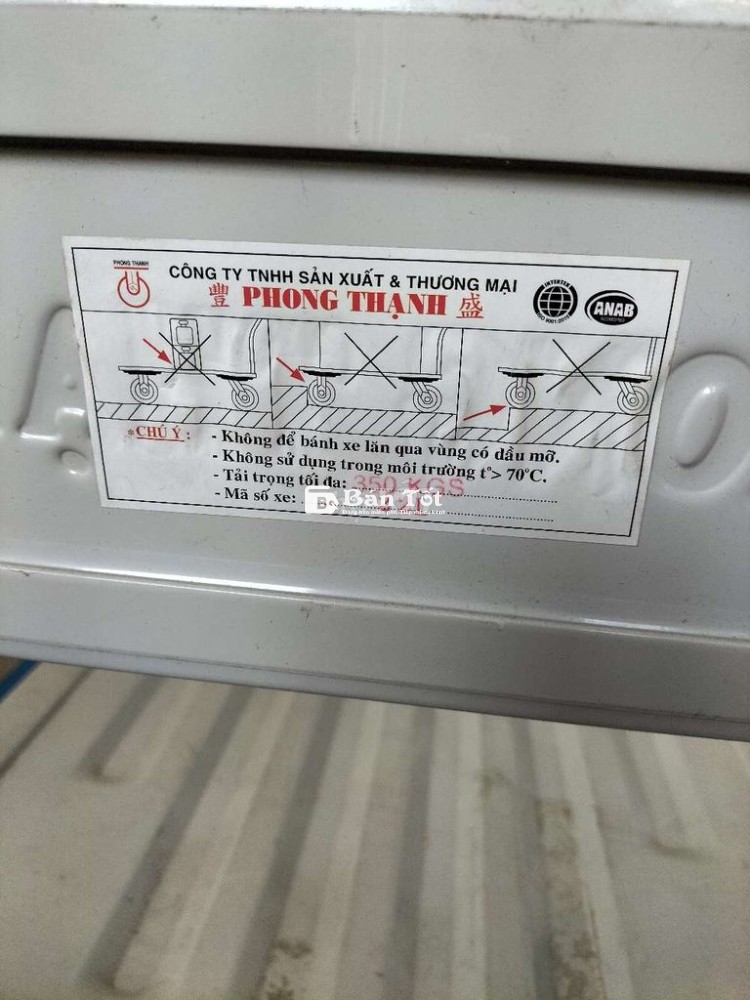 PHONG THẠNH
CÔNG TY TNHH SẢN XUẤT & THƯƠNG MẠI
豐 PHONG THẠNH 盛
INTERTEK
ANAB
*CHÚ Ý :
- Không để bánh xe lăn qua vùng có dầu mỡ.
- Không sử dụng trong môi trường t°> 70°C.
- Tải trọng tối đa: 350 KGS
- Mã số xe:
Bán Tốt